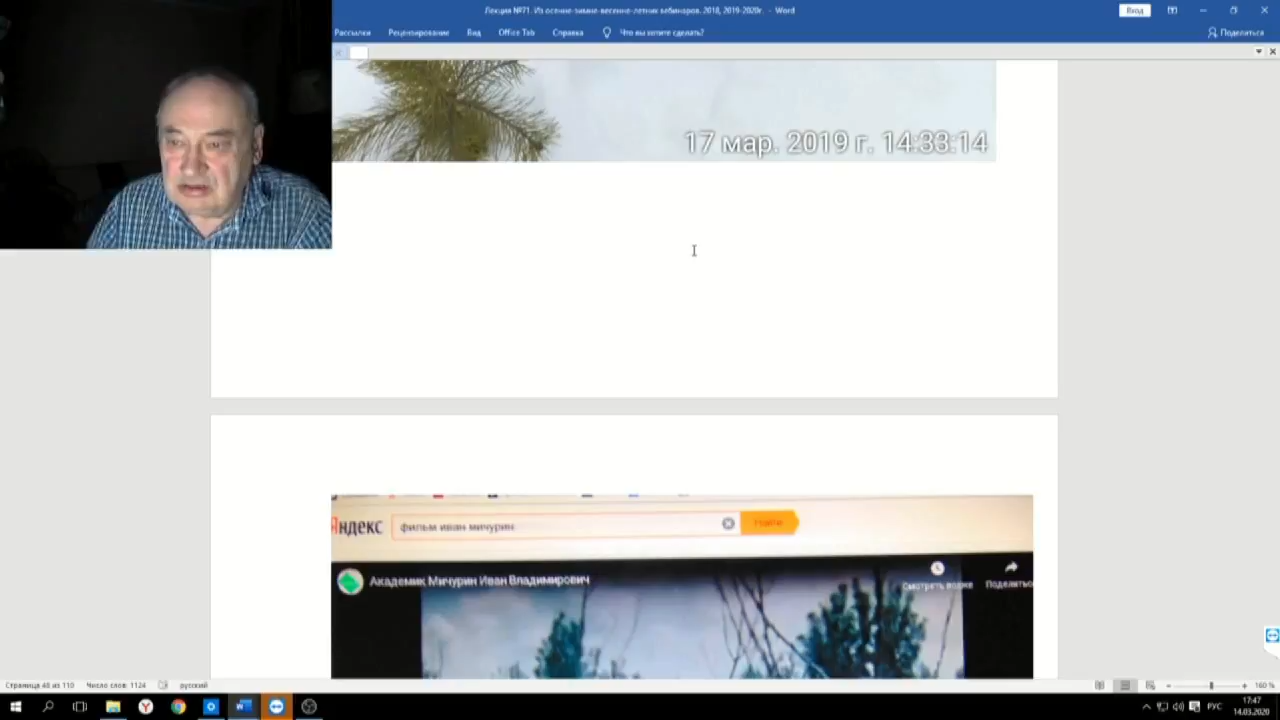 Лекция №71. Из осенне-зимне-весенне-летних вебинаров. 2018, 2019-2020г. - Word
Вход
Рассылки Рецензирование Вид Office Tab Справка Что вы хотите сделать?
Поделиться
17 мар. 2019 г. 14:33:14
Яндекс
фильм иван мичурин
Найти
Академик Мичурин Иван Владимирович
Смотреть позже
Поделиться
Страница 48 из 110 Число слов: 1124 русский
160 %
РУС
17:47
14.03.2020